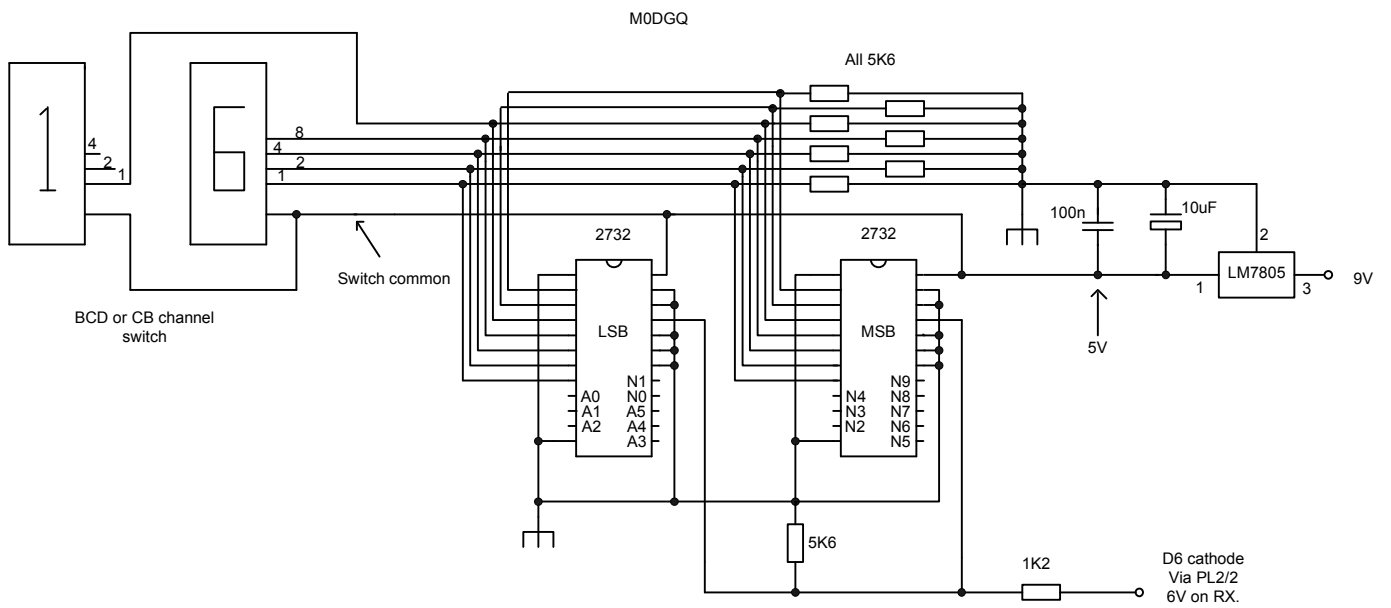 M0DGQ
All 5K6
1
6
4
2
1
8
4
2
1
Switch common
BCD or CB channel
switch
2732
2732
LSB
MSB
N1
A0 N0
A1 A5
A2 A4
A3
N9
N4 N8
N3 N7
N2 N6
N5
100n
10uF
2
LM7805
1
3
9V
5V
5K6
1K2
D6 cathode
Via PL2/2
6V on RX.